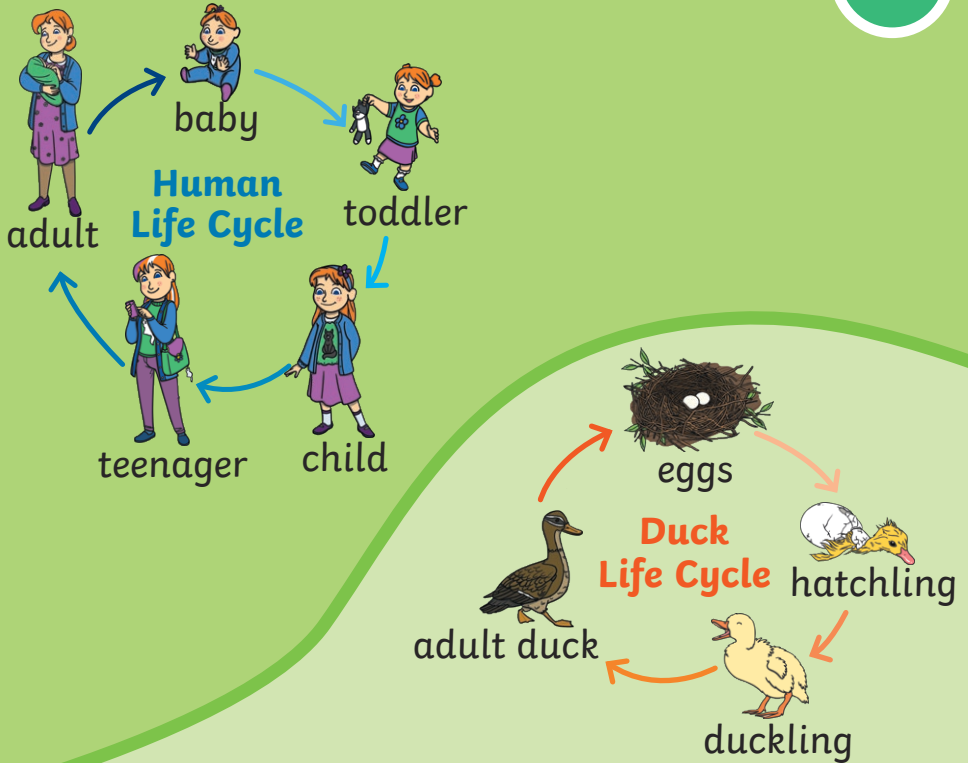 baby
toddler
Human
Life Cycle
adult
teenager
child
eggs
Duck
Life Cycle
hatchling
adult duck
duckling